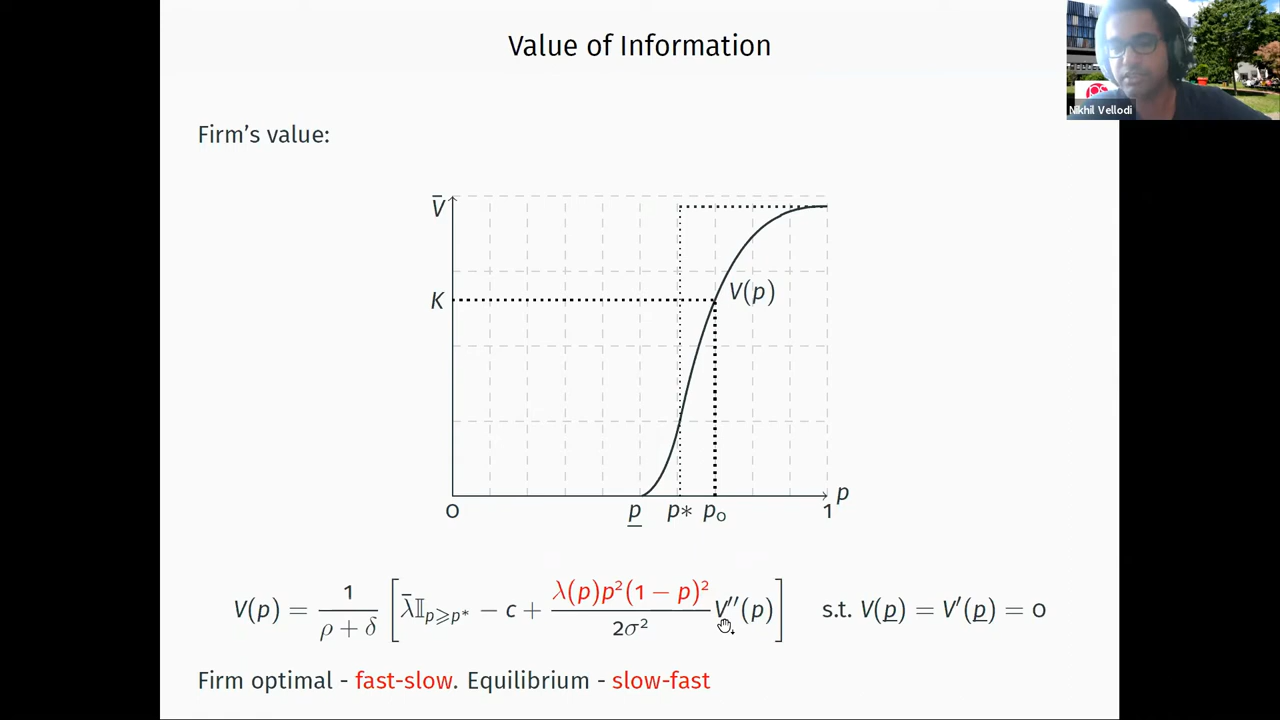 Value of Information
Nikhil Vellodi
Firm's value:
V̄
K
V(p)
p
0 p̲ p* p₀ 1
V(p) = 1/(ρ + δ) [ λ̄𝕀_{p⩾p*} − c + λ(p)p²(1 − p)²/(2σ²) V′′(p) ] s.t. V(p̲) = V′(p̲) = 0
Firm optimal - fast-slow. Equilibrium - slow-fast